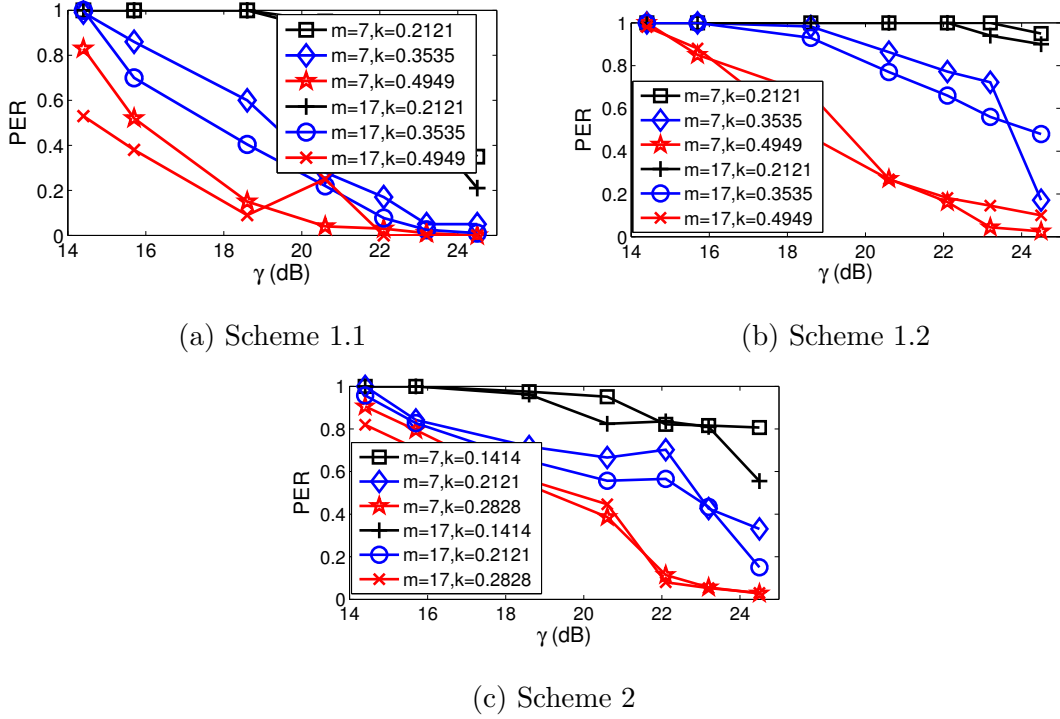 1
0.8
0.6
0.4
0.2
0
PER
14
16
18
20
22
24
γ (dB)
m=7,k=0.2121
m=7,k=0.3535
m=7,k=0.4949
m=17,k=0.2121
m=17,k=0.3535
m=17,k=0.4949
(a) Scheme 1.1
1
0.8
0.6
0.4
0.2
0
PER
14
16
18
20
22
24
γ (dB)
m=7,k=0.2121
m=7,k=0.3535
m=7,k=0.4949
m=17,k=0.2121
m=17,k=0.3535
m=17,k=0.4949
(b) Scheme 1.2
1
0.8
0.6
0.4
0.2
0
PER
14
16
18
20
22
24
γ (dB)
m=7,k=0.1414
m=7,k=0.2121
m=7,k=0.2828
m=17,k=0.1414
m=17,k=0.2121
m=17,k=0.2828
(c) Scheme 2